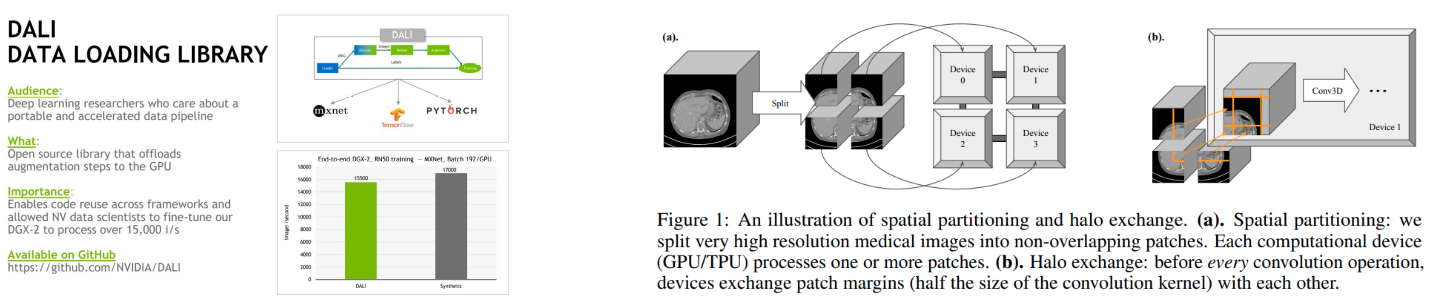 DALI
DATA LOADING LIBRARY
Audience:
Deep learning researchers who care about a
portable and accelerated data pipeline
What:
Open source library that offloads
augmentation steps to the GPU
Importance:
Enables code reuse across frameworks and
allowed NV data scientists to fine-tune our
DGX-2 to process over 15,000 i/s
Available on GitHub
https://github.com/NVIDIA/DALI
DALI
Images
JPEG
Decode
Resize
Augment
Loader
Labels
Training
mxnet
TensorFlow
PYTORCH
End-to-end DGX-2, RN50 training — MXNet, Batch 192/GPU
Image /second
18000
16000
14000
12000
10000
8000
6000
4000
2000
0
15500
17000
DALI
Synthetic
(a).
Split
Device
0
Device
1
Device
2
Device
3
(b).
Conv3D
...
Device 1
Figure 1: An illustration of spatial partitioning and halo exchange. (a). Spatial partitioning: we
split very high resolution medical images into non-overlapping patches. Each computational device
(GPU/TPU) processes one or more patches. (b). Halo exchange: before every convolution operation,
devices exchange patch margins (half the size of the convolution kernel) with each other.